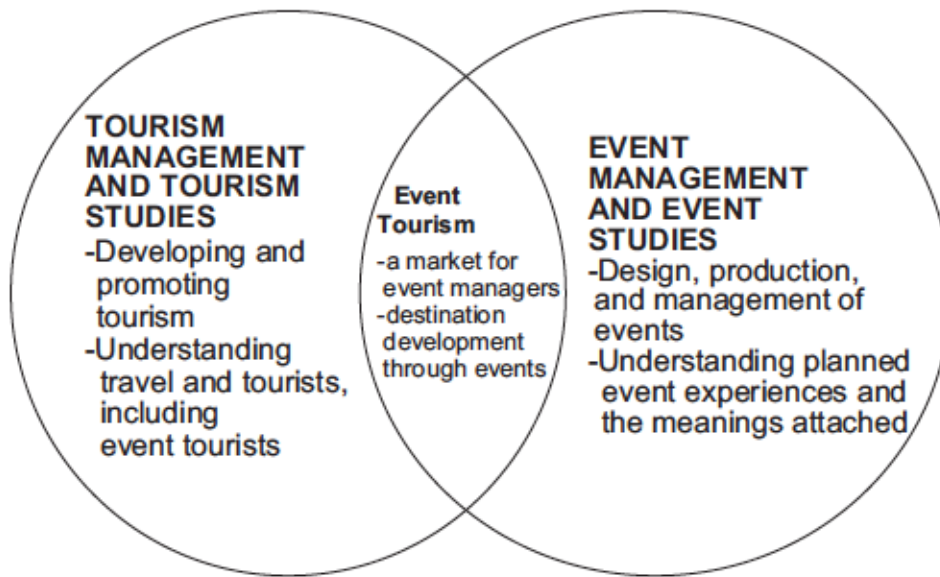 TOURISM
MANAGEMENT
AND TOURISM
STUDIES
-Developing and
promoting
tourism
-Understanding
travel and tourists,
including
event tourists
Event
Tourism
-a market for
event managers
-destination
development
through events
EVENT
MANAGEMENT
AND EVENT
STUDIES
-Design, production,
and management of
events
-Understanding planned
event experiences and
the meanings attached